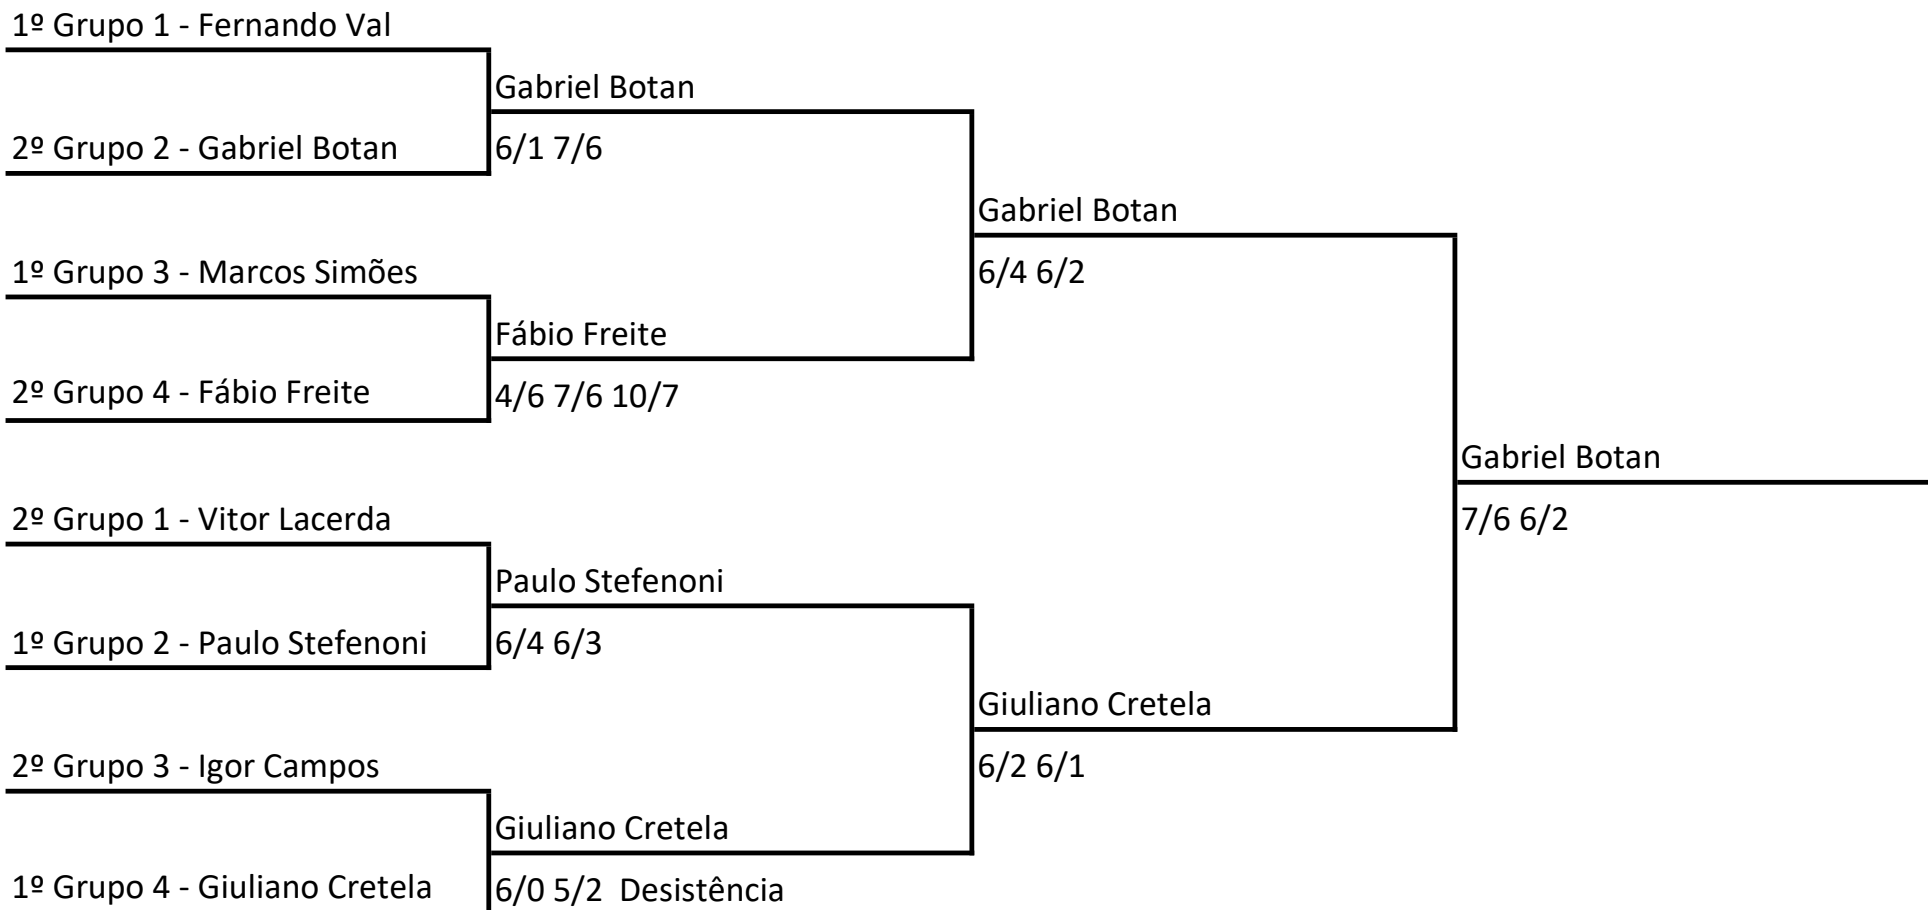 1º Grupo 1 - Fernando Val
Gabriel Botan
2º Grupo 2 - Gabriel Botan
6/1 7/6
Gabriel Botan
1º Grupo 3 - Marcos Simões
6/4 6/2
Fábio Freite
2º Grupo 4 - Fábio Freite
4/6 7/6 10/7
Gabriel Botan
2º Grupo 1 - Vitor Lacerda
7/6 6/2
Paulo Stefenoni
1º Grupo 2 - Paulo Stefenoni
6/4 6/3
Giuliano Cretela
2º Grupo 3 - Igor Campos
6/2 6/1
Giuliano Cretela
1º Grupo 4 - Giuliano Cretela
6/0 5/2  Desistência